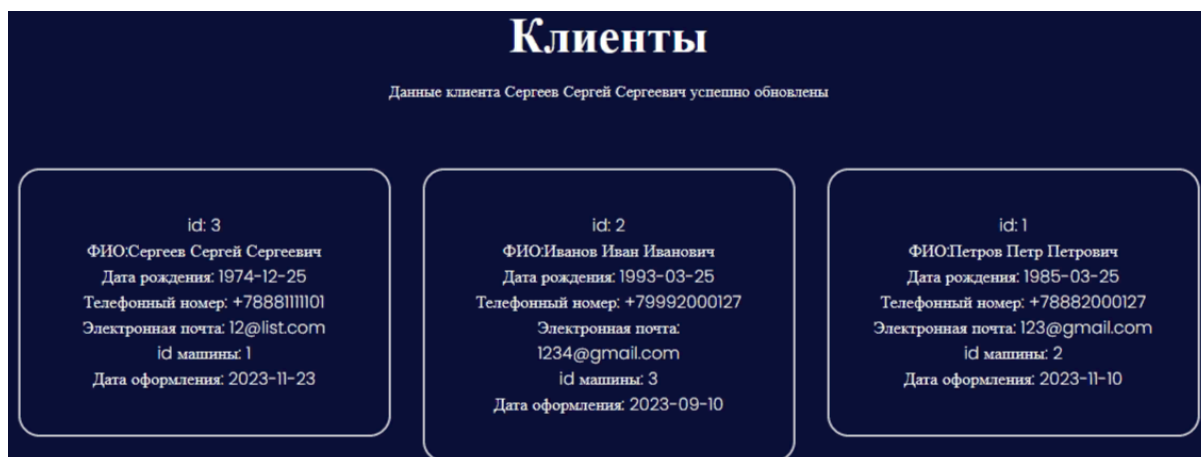 Клиенты
Данные клиента Сергеев Сергей Сергеевич успешно обновлены
id: 3
ФИО:Сергеев Сергей Сергеевич
Дата рождения: 1974-12-25
Телефонный номер: +78881111101
Электронная почта: 12@list.com
id машины: 1
Дата оформления: 2023-11-23
id: 2
ФИО:Иванов Иван Иванович
Дата рождения: 1993-03-25
Телефонный номер: +79992000127
Электронная почта:
1234@gmail.com
id машины: 3
Дата оформления: 2023-09-10
id: 1
ФИО:Петров Петр Петрович
Дата рождения: 1985-03-25
Телефонный номер: +78882000127
Электронная почта: 123@gmail.com
id машины: 2
Дата оформления: 2023-11-10